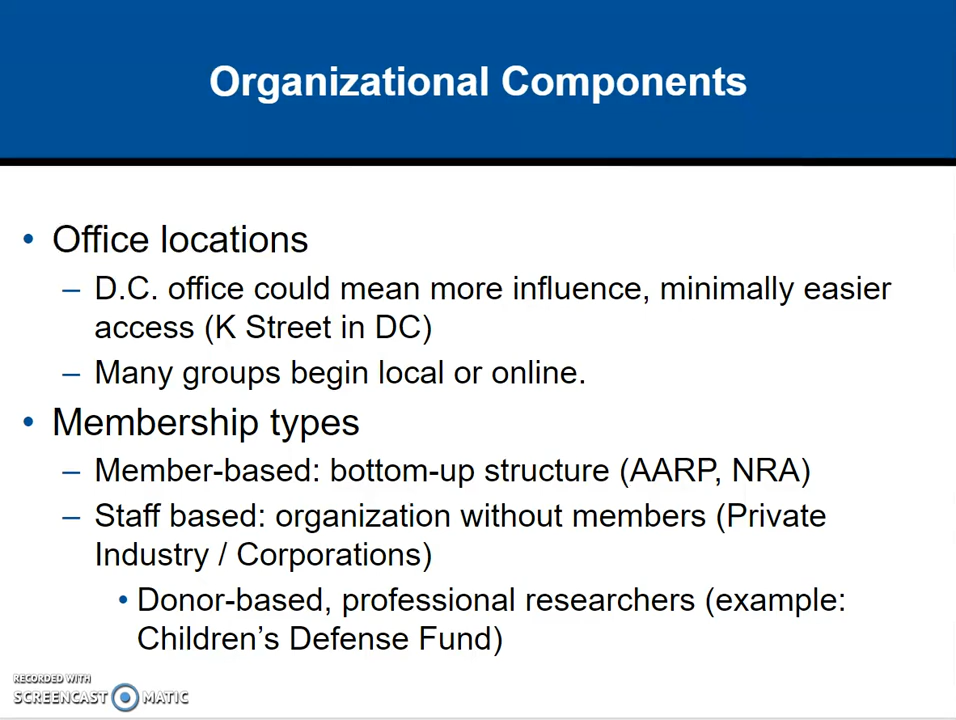 Organizational Components
• Office locations
– D.C. office could mean more influence, minimally easier
access (K Street in DC)
– Many groups begin local or online.
• Membership types
– Member-based: bottom-up structure (AARP, NRA)
– Staff based: organization without members (Private
Industry / Corporations)
• Donor-based, professional researchers (example:
Children’s Defense Fund)
RECORDED WITH
SCREENCAST MATIC